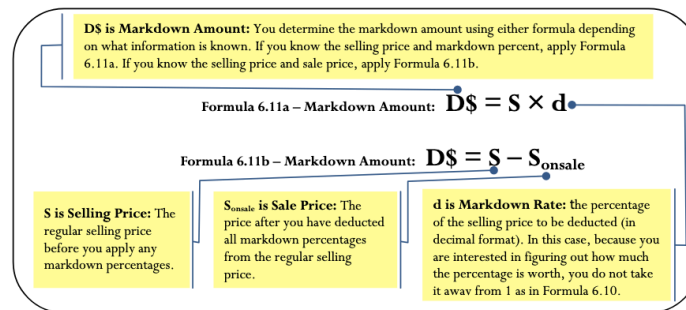 D$ is Markdown Amount: You determine the markdown amount using either formula depending
on what information is known. If you know the selling price and markdown percent, apply Formula
6.11a. If you know the selling price and sale price, apply Formula 6.11b.
Formula 6.11a – Markdown Amount: D$ = S × d
Formula 6.11b – Markdown Amount: D$ = S – Sonsale
S is Selling Price: The
regular selling price
before you apply any
markdown percentages.
Sonsale is Sale Price: The
price after you have deducted
all markdown percentages
from the regular selling
price.
d is Markdown Rate: the percentage
of the selling price to be deducted (in
decimal format). In this case, because you
are interested in figuring out how much
the percentage is worth, you do not take
it away from 1 as in Formula 6.10.